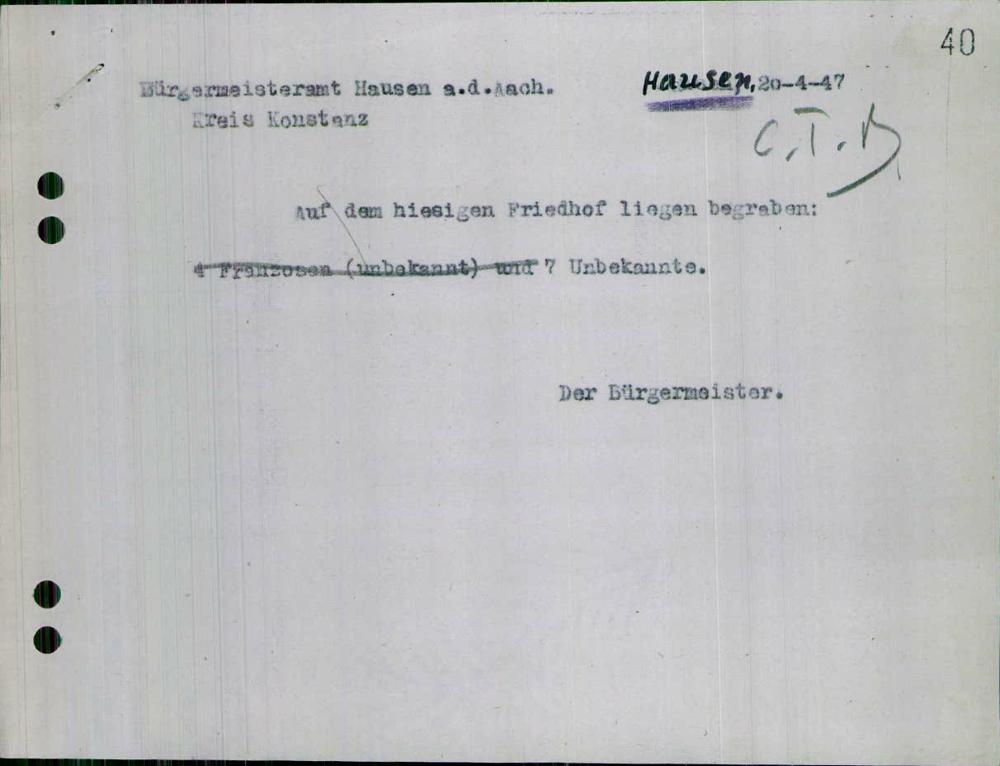 40
Bürgermeisteramt Hausen a.d.Aach.
Hausen, 20-4-47
Kreis Konstanz
C.T.B
Auf dem hiesigen Friedhof liegen begraben:
4 Franzosen (unbekannt) und 7 Unbekannte.
Der Bürgermeister.